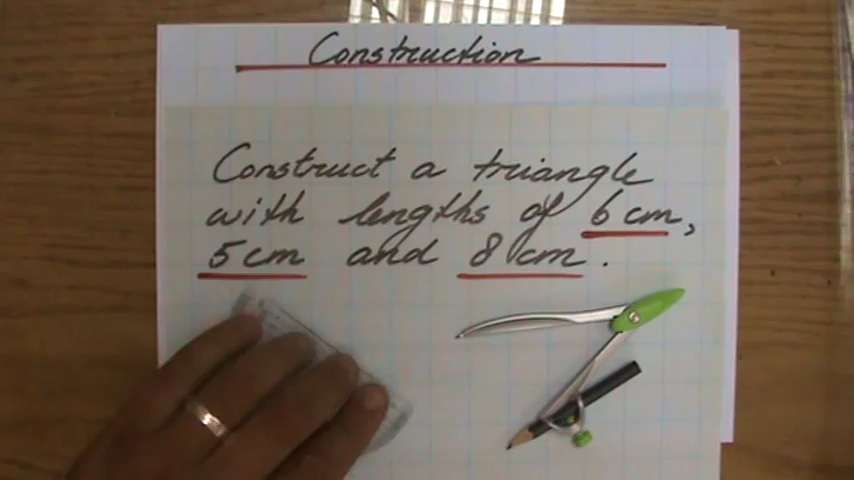 Construction
Construct a triangle
with lengths of 6 cm,
5 cm and 8 cm.